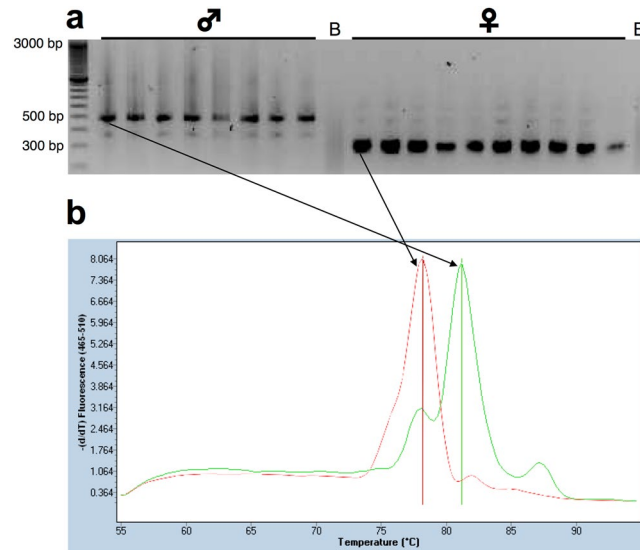 a ♂ B ♀ B
3000 bp
500 bp
300 bp
b
8.064
7.364
6.664
5.964
5.264
4.564
3.864
3.164
2.464
1.764
1.064
0.364
-(d/dT) Fluorescence (465-510)
55 60 65 70 75 80 85 90
Temperature (°C)